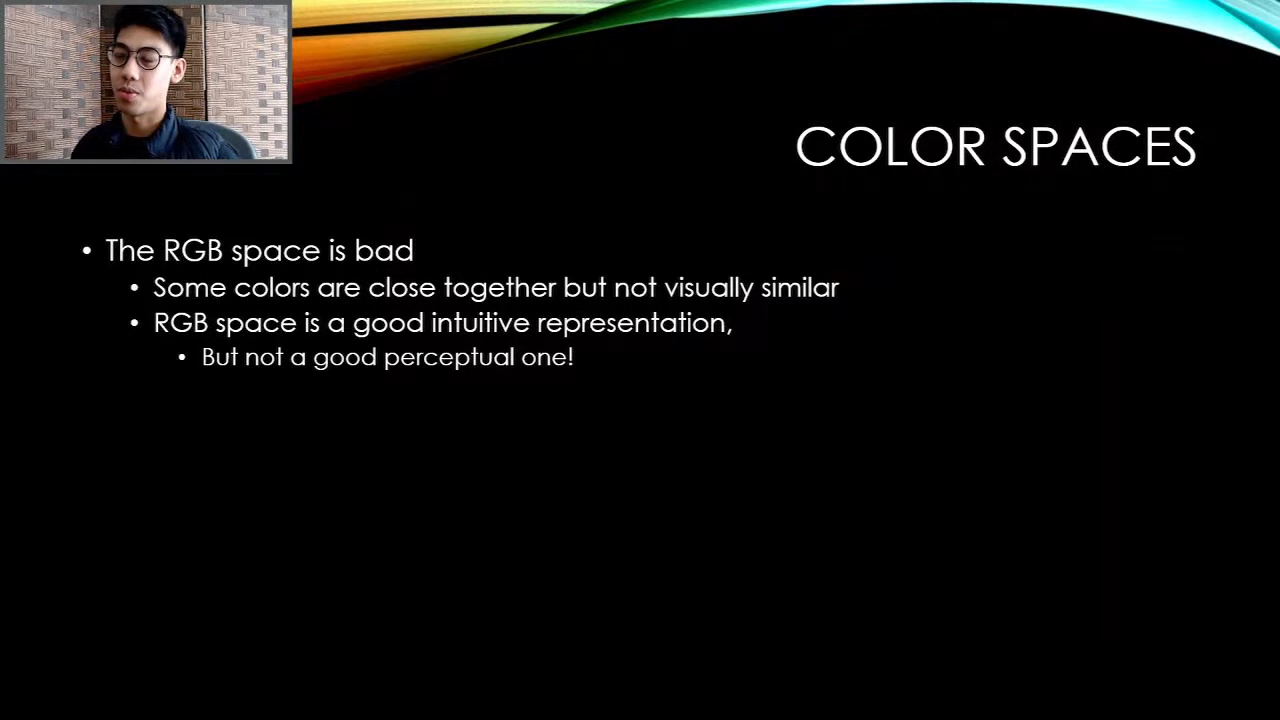 COLOR SPACES
• The RGB space is bad
• Some colors are close together but not visually similar
• RGB space is a good intuitive representation,
• But not a good perceptual one!